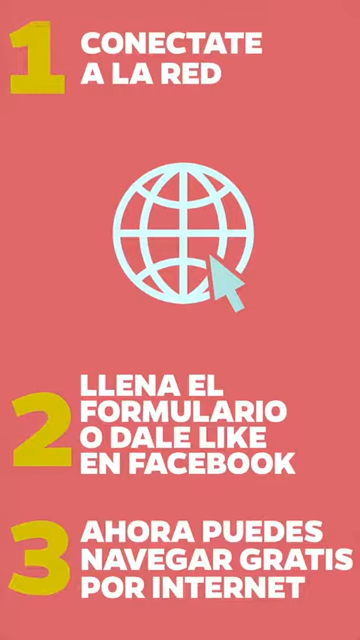 1 CONECTATE
A LA RED
2 LLENA EL
FORMULARIO
O DALE LIKE
EN FACEBOOK
3 AHORA PUEDES
NAVEGAR GRATIS
POR INTERNET